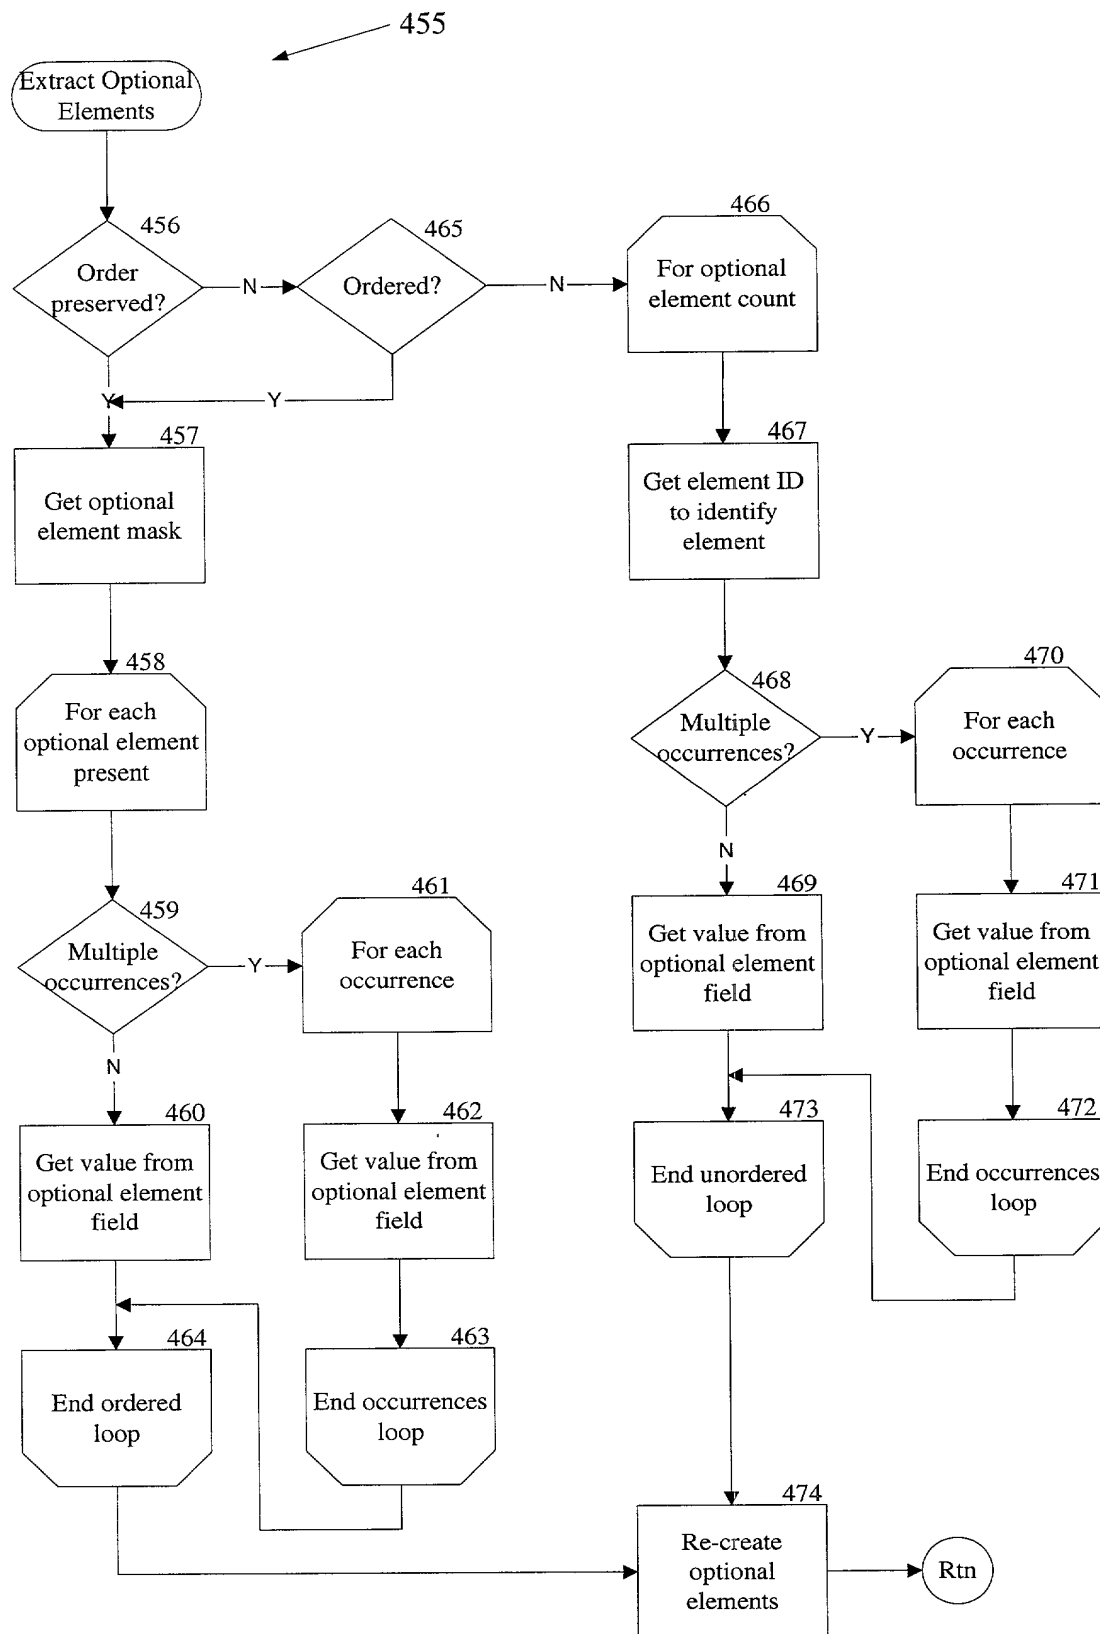 455
Extract Optional
Elements
456
Order
preserved?
N
465
Ordered?
N
466
For optional
element count
Y
Y
457
Get optional
element mask
467
Get element ID
to identify
element
458
For each
optional element
present
468
Multiple
occurrences?
Y
470
For each
occurrence
N
459
Multiple
occurrences?
Y
461
For each
occurrence
469
Get value from
optional element
field
471
Get value from
optional element
field
N
460
Get value from
optional element
field
462
Get value from
optional element
field
473
End unordered
loop
472
End occurrences
loop
464
End ordered
loop
463
End occurrences
loop
474
Re-create
optional
elements
Rtn